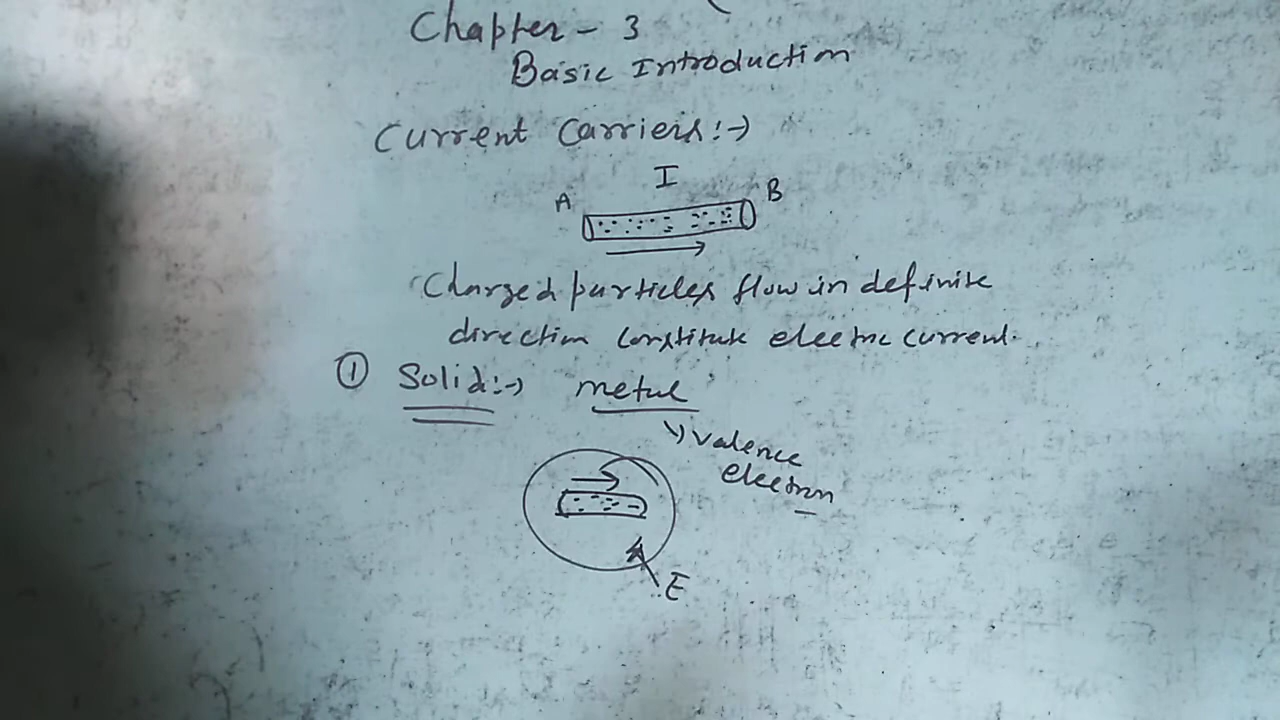 Chapter - 3
Basic Introduction
Current Carriers :→
I
A B
Charged particles flow in definite
direction constitute electric current.
① Solid :→ metal
valence
electron
E